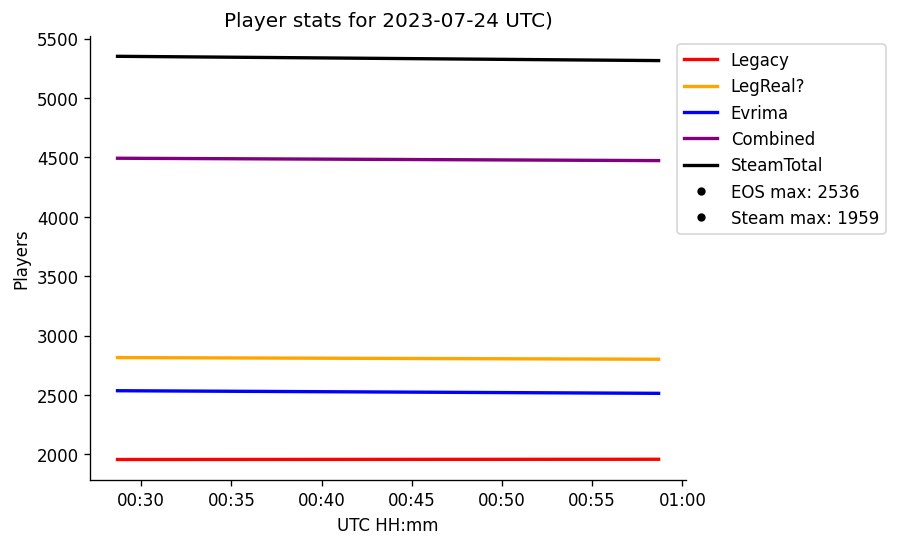 Player stats for 2023-07-24 UTC)
5500
5000
4500
4000
3500
3000
2500
2000
Players
00:30
00:35
00:40
00:45
00:50
00:55
01:00
UTC HH:mm
Legacy
LegReal?
Evrima
Combined
SteamTotal
EOS max: 2536
Steam max: 1959